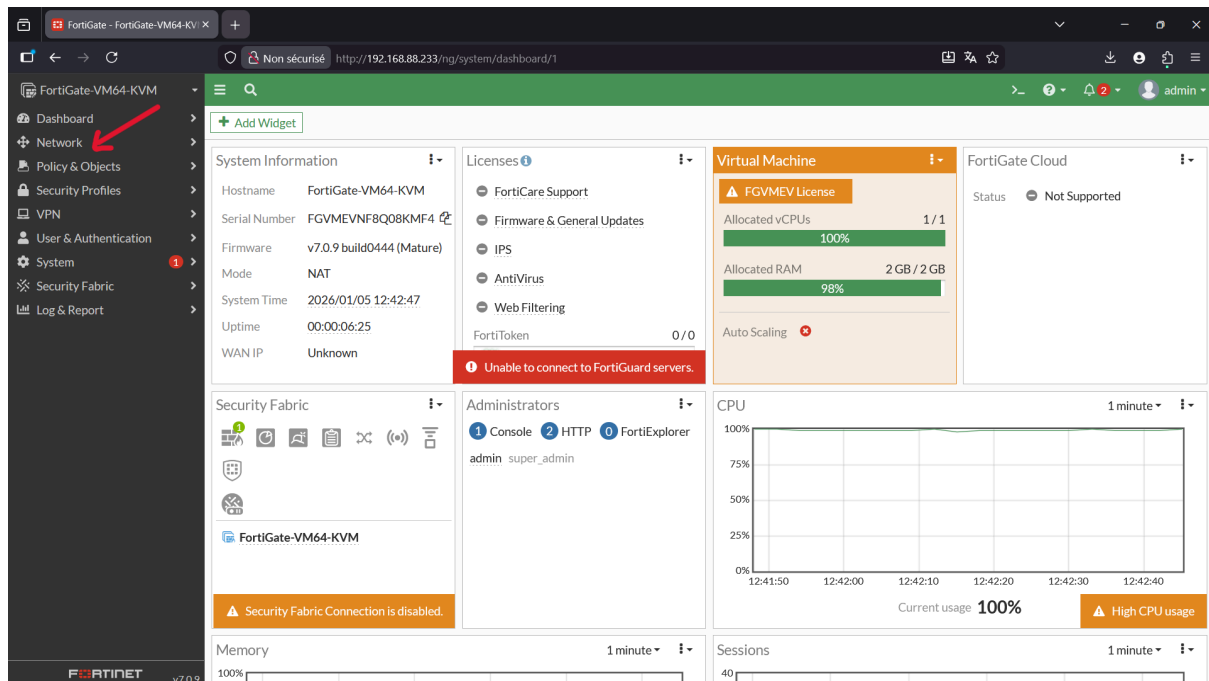 FortiGate - FortiGate-VM64-KV
Non sécurisé http://192.168.88.233/ng/system/dashboard/1
FortiGate-VM64-KVM
>_ 2 admin
Dashboard
Network
Policy & Objects
Security Profiles
VPN
User & Authentication
System 1
Security Fabric
Log & Report
FORTINET v7.0.9
+ Add Widget
System Information
Hostname FortiGate-VM64-KVM
Serial Number FGVMEVNF8Q08KMF4
Firmware v7.0.9 build0444 (Mature)
Mode NAT
System Time 2026/01/05 12:42:47
Uptime 00:00:06:25
WAN IP Unknown
Licenses
FortiCare Support
Firmware & General Updates
IPS
AntiVirus
Web Filtering
FortiToken 0/0
Unable to connect to FortiGuard servers.
Virtual Machine
FGVMEV License
Allocated vCPUs 1/1
100%
Allocated RAM 2 GB/2 GB
98%
Auto Scaling
FortiGate Cloud
Status Not Supported
Security Fabric
1
FortiGate-VM64-KVM
Security Fabric Connection is disabled.
Administrators
1 Console 2 HTTP 0 FortiExplorer
admin super_admin
CPU 1 minute
100%
75%
50%
25%
0%
12:41:50 12:42:00 12:42:10 12:42:20 12:42:30 12:42:40
Current usage 100%
High CPU usage
Memory 1 minute
100%
Sessions 1 minute
40